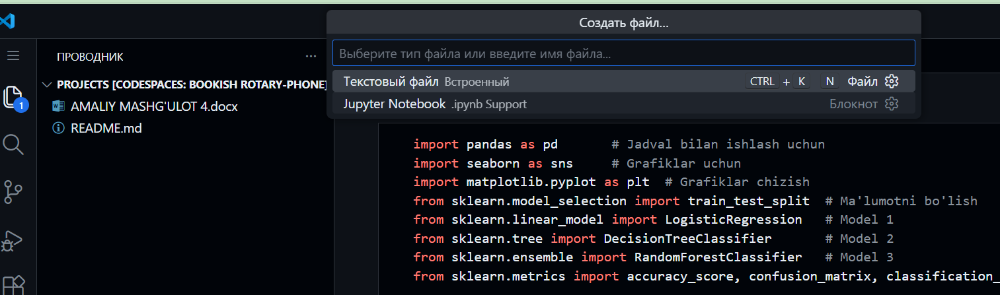 Создать файл...
Выберите тип файла или введите имя файла...
Текстовый файл Встроенный CTRL + K N Файл
Jupyter Notebook .ipynb Support Блокнот
ПРОВОДНИК
PROJECTS [CODESPACES: BOOKISH ROTARY-PHONE]
1
AMALIY MASHG'ULOT 4.docx
README.md
import pandas as pd # Jadval bilan ishlash uchun
import seaborn as sns # Grafiklar uchun
import matplotlib.pyplot as plt # Grafiklar chizish
from sklearn.model_selection import train_test_split # Ma'lumotni bo'lish
from sklearn.linear_model import LogisticRegression # Model 1
from sklearn.tree import DecisionTreeClassifier # Model 2
from sklearn.ensemble import RandomForestClassifier # Model 3
from sklearn.metrics import accuracy_score, confusion_matrix, classification_